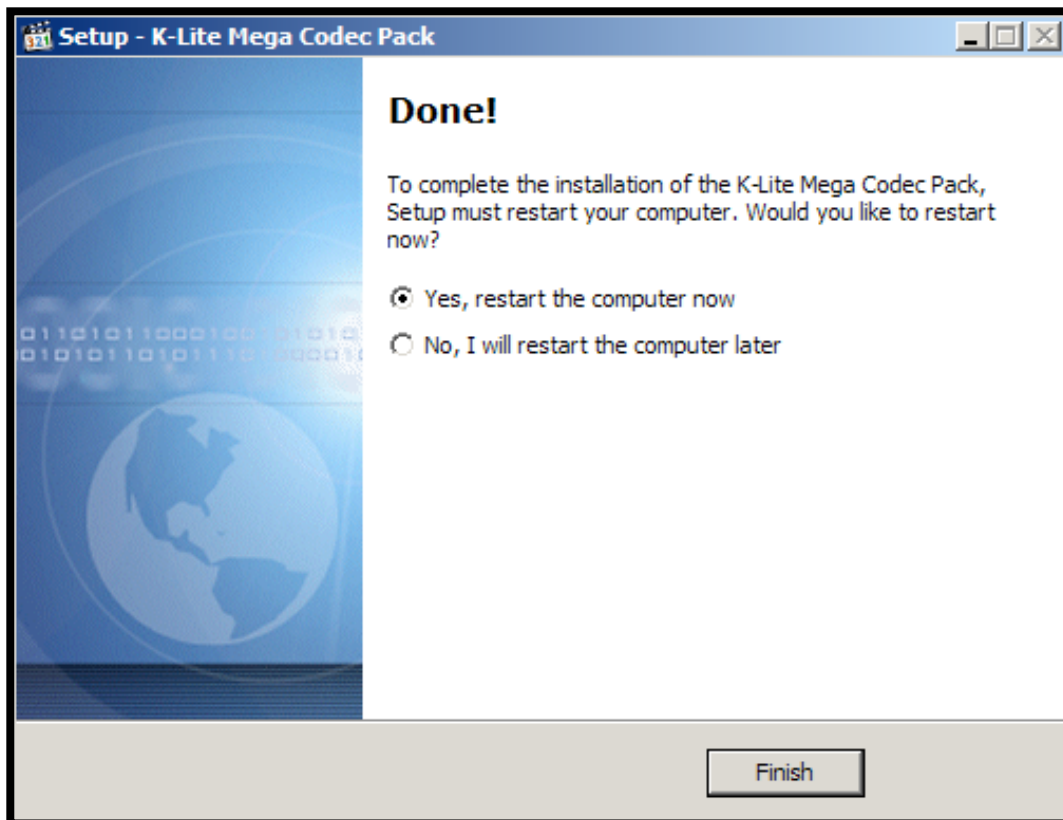 Setup - K-Lite Mega Codec Pack
Done!
To complete the installation of the K-Lite Mega Codec Pack,
Setup must restart your computer. Would you like to restart
now?
Yes, restart the computer now
No, I will restart the computer later
Finish